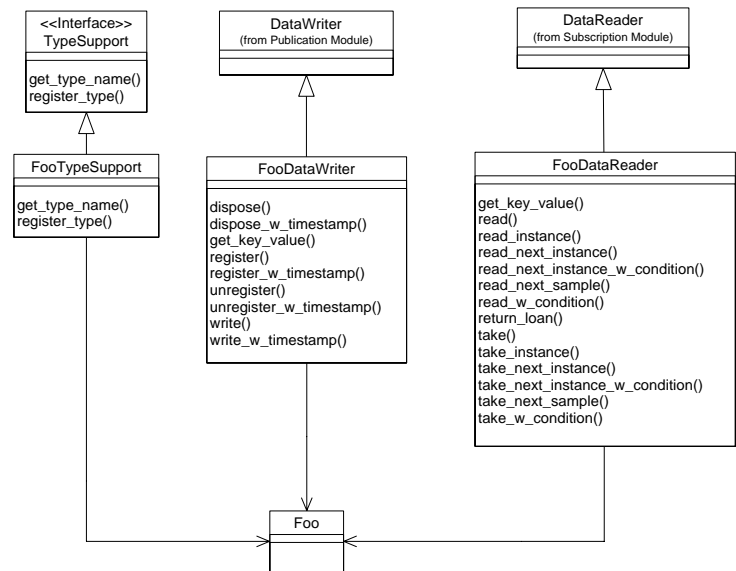 <<Interface>>
TypeSupport
get_type_name()
register_type()
DataWriter
(from Publication Module)
DataReader
(from Subscription Module)
FooTypeSupport
get_type_name()
register_type()
FooDataWriter
dispose()
dispose_w_timestamp()
get_key_value()
register()
register_w_timestamp()
unregister()
unregister_w_timestamp()
write()
write_w_timestamp()
FooDataReader
get_key_value()
read()
read_instance()
read_next_instance()
read_next_instance_w_condition()
read_next_sample()
read_w_condition()
return_loan()
take()
take_instance()
take_next_instance()
take_next_instance_w_condition()
take_next_sample()
take_w_condition()
Foo